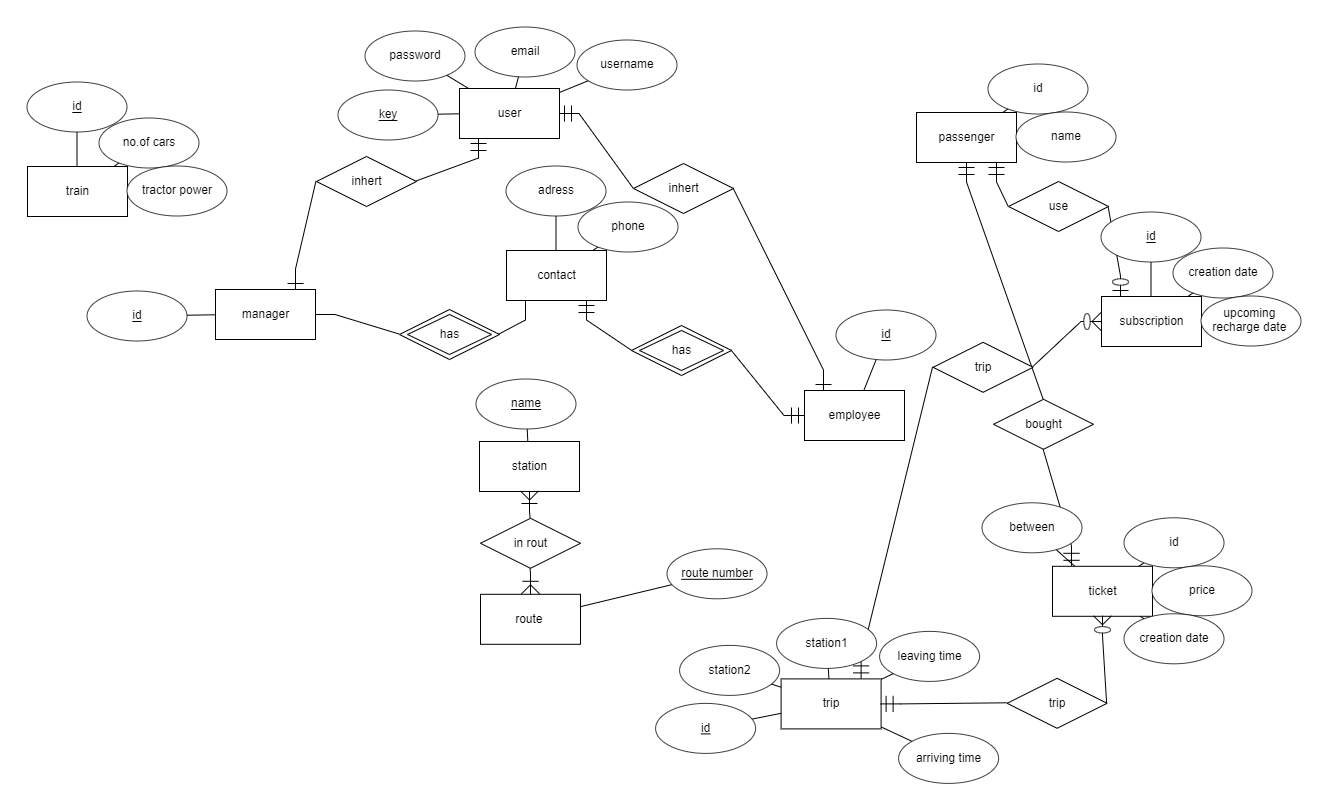 password
email
username
key
user
id
no.of cars
train
tractor power
inhert
inhert
id
passenger
name
use
adress
phone
contact
id
creation date
subscription
upcoming
recharge date
id
manager
has
has
id
employee
trip
bought
name
station
in rout
route number
route
between
id
ticket
price
creation date
station1
leaving time
station2
id
trip
trip
arriving time